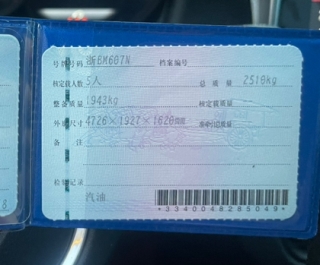 号牌号码 浙EM607N 档案编号
核定载人数 5人 总质量 2518kg
整备质量 1943kg 核定载质量
外廓尺寸 4726×1927×1620mm 准牵引总质量
备注
检验记录
汽油
*3340048285049*